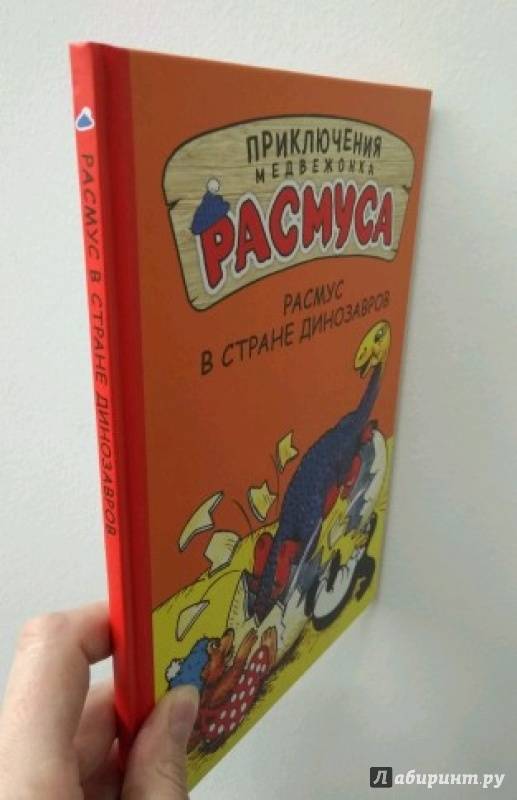 ПРИКЛЮЧЕНИЯ
МЕДВЕЖОНКА
РАСМУСА
РАСМУС
В СТРАНЕ ДИНОЗАВРОВ
РАСМУС В СТРАНЕ ДИНОЗАВРОВ
Лабиринт.ру